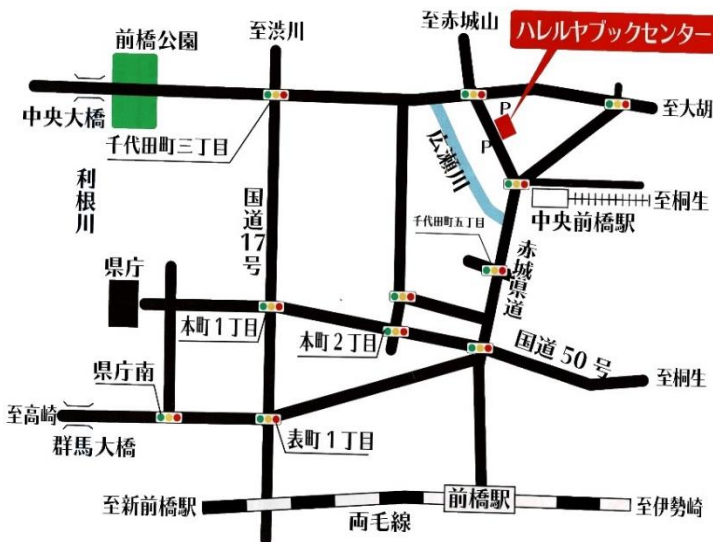 至渋川
至赤城山
ハレルヤブックセンター
前橋公園
P
至大胡
中央大橋
千代田町三丁目
P
広瀬川
利根川
国道17号
至桐生
中央前橋駅
千代田町五丁目
赤城県道
県庁
本町1丁目
本町2丁目
国道50号
県庁南
至桐生
至高崎
群馬大橋
表町1丁目
至新前橋駅
前橋駅
至伊勢崎
両毛線